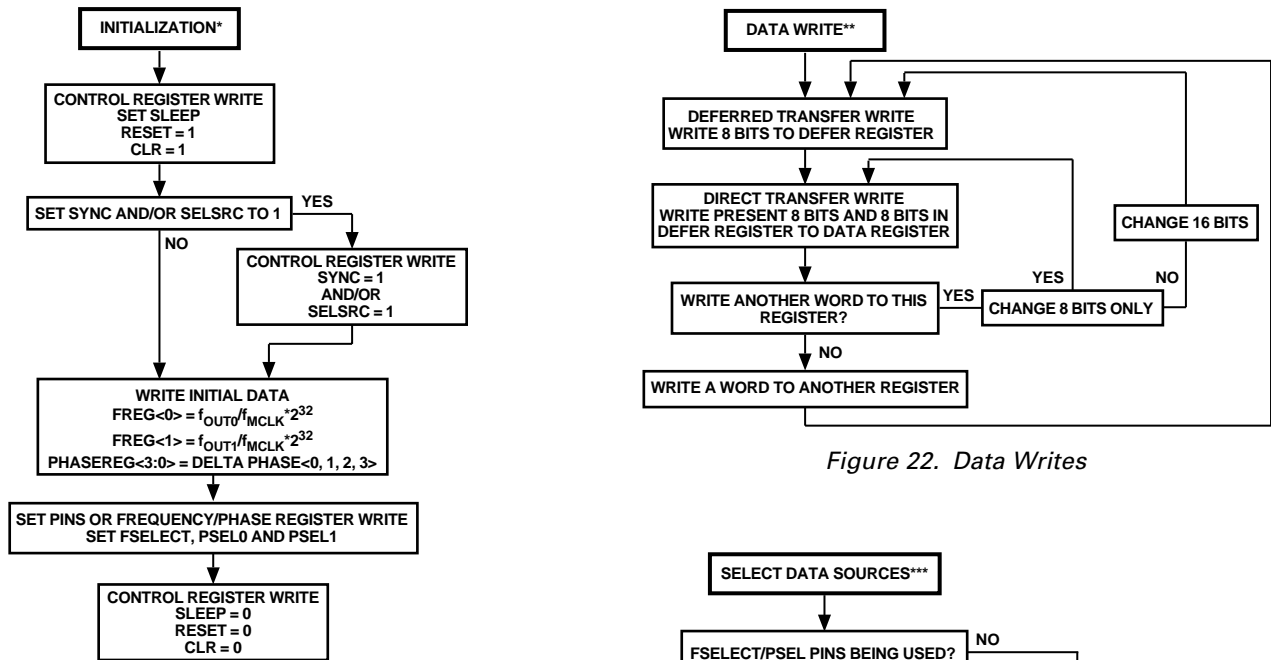 INITIALIZATION*
CONTROL REGISTER WRITE
SET SLEEP
RESET = 1
CLR = 1
SET SYNC AND/OR SELSRC TO 1
YES
NO
CONTROL REGISTER WRITE
SYNC = 1
AND/OR
SELSRC = 1
WRITE INITIAL DATA
FREG<0> = fOUT0/fMCLK*2^32
FREG<1> = fOUT1/fMCLK*2^32
PHASEREG<3:0> = DELTA PHASE<0, 1, 2, 3>
SET PINS OR FREQUENCY/PHASE REGISTER WRITE
SET FSELECT, PSEL0 AND PSEL1
CONTROL REGISTER WRITE
SLEEP = 0
RESET = 0
CLR = 0
DATA WRITE**
DEFERRED TRANSFER WRITE
WRITE 8 BITS TO DEFER REGISTER
DIRECT TRANSFER WRITE
WRITE PRESENT 8 BITS AND 8 BITS IN
DEFER REGISTER TO DATA REGISTER
CHANGE 16 BITS
WRITE ANOTHER WORD TO THIS
REGISTER?
YES
CHANGE 8 BITS ONLY
YES
NO
NO
WRITE A WORD TO ANOTHER REGISTER
Figure 22. Data Writes
SELECT DATA SOURCES***
FSELECT/PSEL PINS BEING USED?
NO